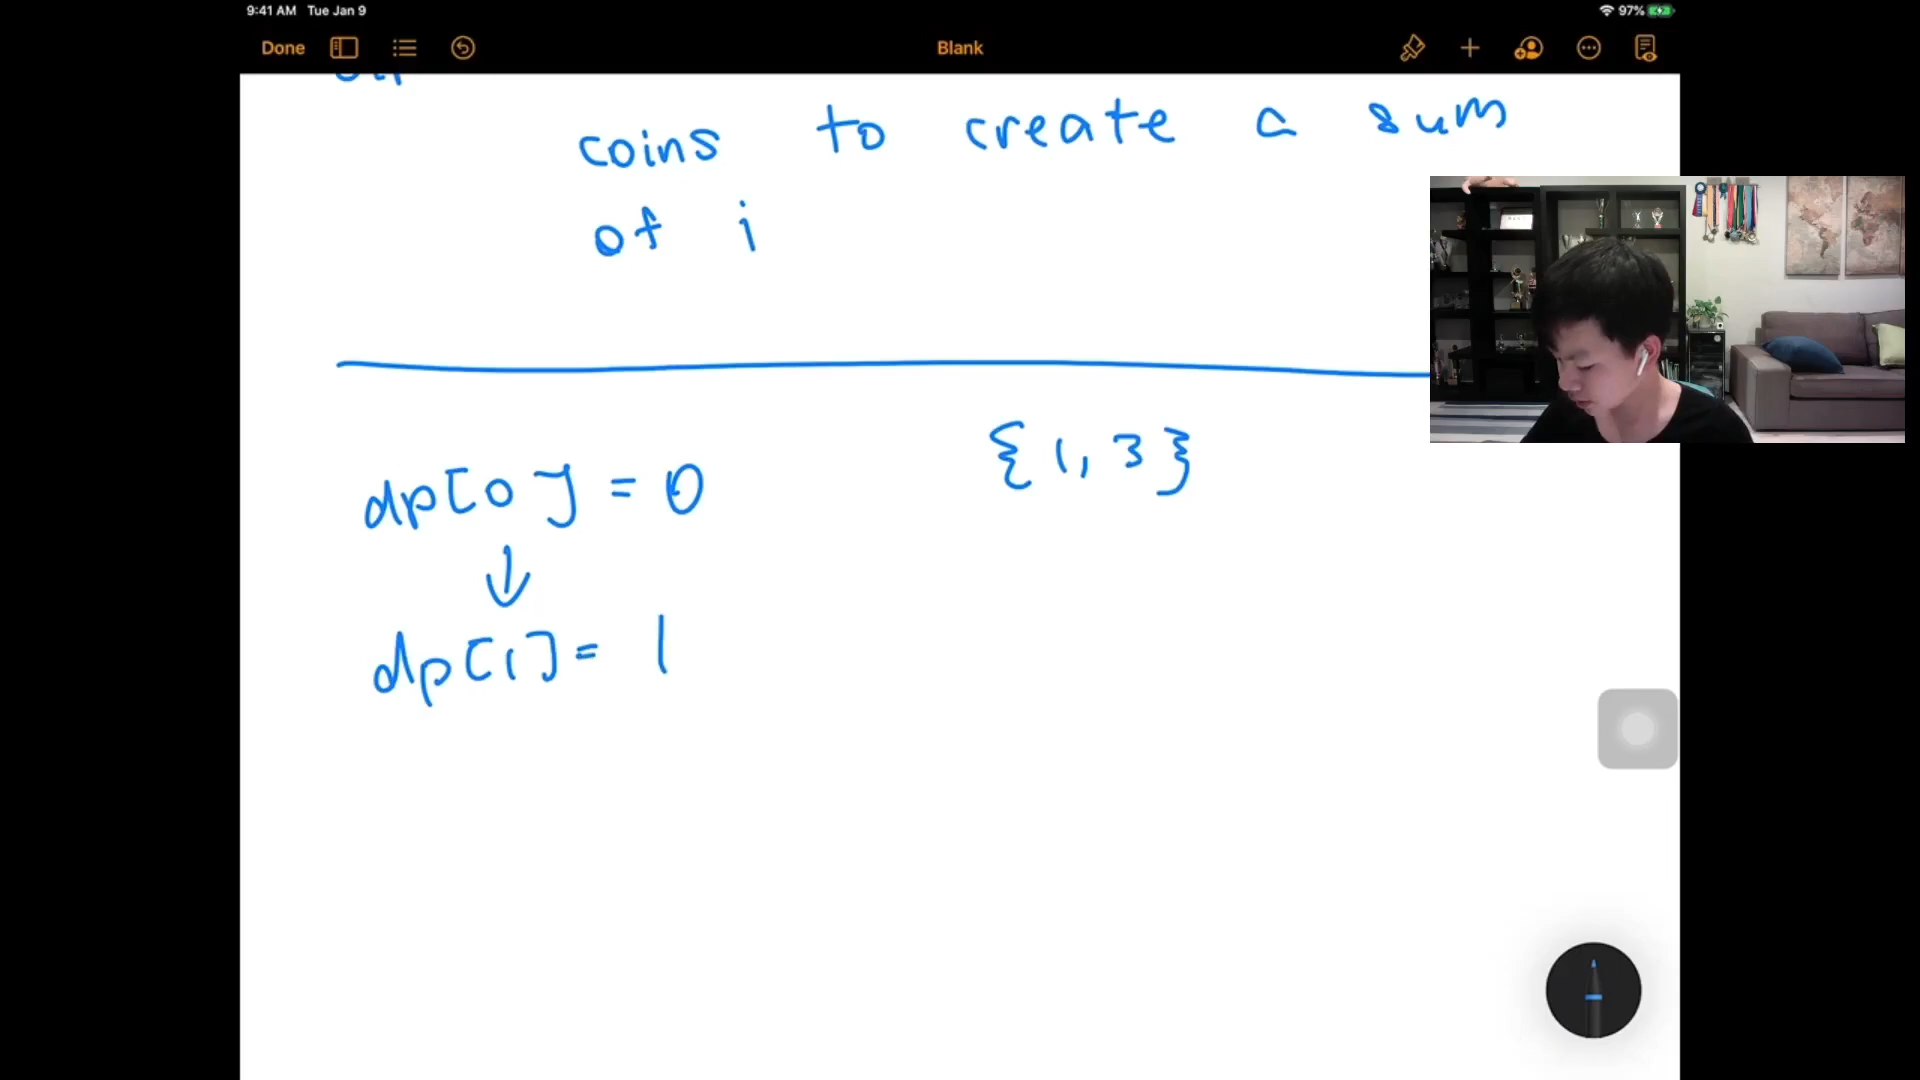 9:41 AM Tue Jan 9
97%
Done
Blank
coins to create a sum
of i
{1, 3}
dp[0] = 0
↓
dp[1] = 1